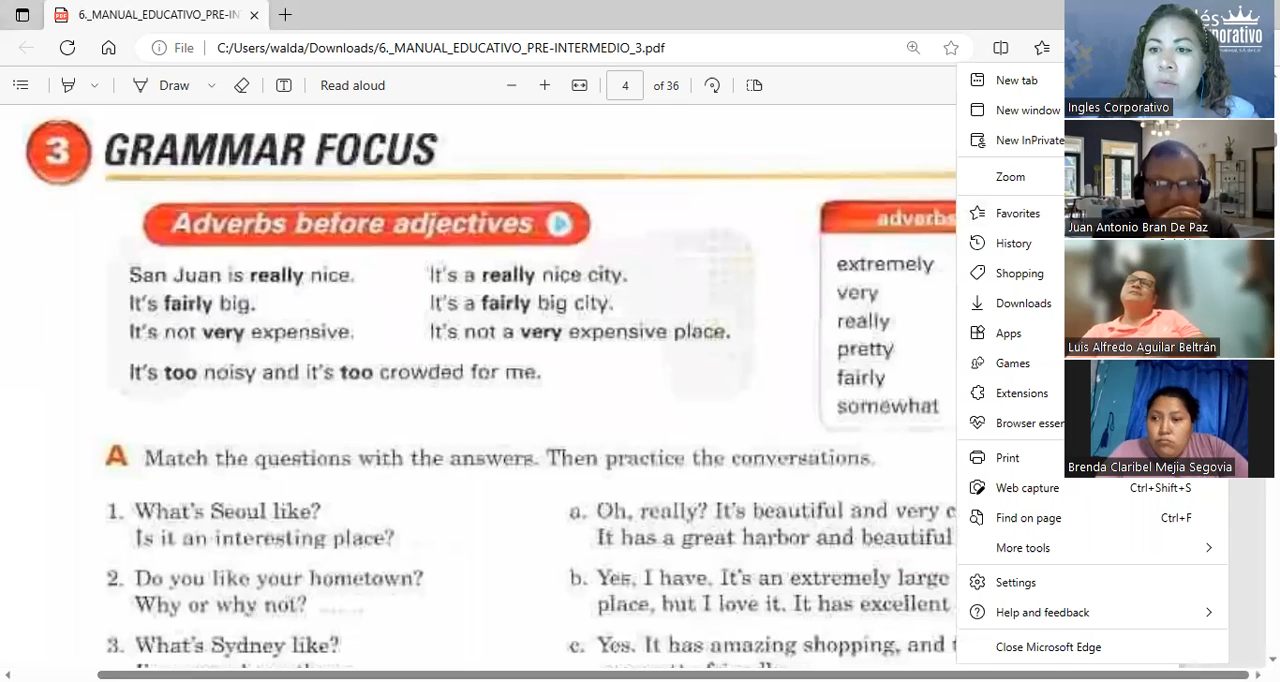 6._MANUAL_EDUCATIVO_PRE-IN
File
C:/Users/walda/Downloads/6._MANUAL_EDUCATIVO_PRE-INTERMEDIO_3.pdf
Draw
Read aloud
4
of 36
3 GRAMMAR FOCUS
Adverbs before adjectives
San Juan is really nice.
It's a really nice city.
It's fairly big.
It's a fairly big city.
It's not very expensive.
It's not a very expensive place.
It's too noisy and it's too crowded for me.
adverbs
extremely
very
really
pretty
fairly
somewhat
A Match the questions with the answers. Then practice the conversations.
1. What's Seoul like?
Is it an interesting place?
2. Do you like your hometown?
Why or why not?
3. What's Sydney like?
a. Oh, really? It's beautiful and very c
It has a great harbor and beautiful
b. Yes, I have. It's an extremely large
place, but I love it. It has excellent
c. Yes. It has amazing shopping, and t
New tab
New window
New InPrivate
Zoom
Favorites
History
Shopping
Downloads
Apps
Games
Extensions
Browser essen
Print
Web capture Ctrl+Shift+S
Find on page Ctrl+F
More tools
Settings
Help and feedback
Close Microsoft Edge
Ingles Corporativo
Juan Antonio Bran De Paz
Luis Alfredo Aguilar Beltrán
Brenda Claribel Mejia Segovia